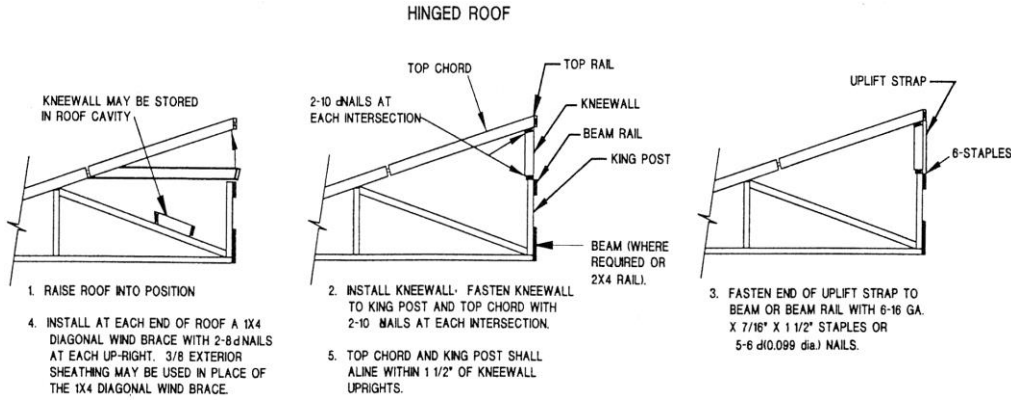 HINGED ROOF
KNEEWALL MAY BE STORED
IN ROOF CAVITY
1. RAISE ROOF INTO POSITION
4. INSTALL AT EACH END OF ROOF A 1X4
DIAGONAL WIND BRACE WITH 2-8d NAILS
AT EACH UP-RIGHT. 3/8 EXTERIOR
SHEATHING MAY BE USED IN PLACE OF
THE 1X4 DIAGONAL WIND BRACE.
TOP CHORD
2-10 dNAILS AT
EACH INTERSECTION
TOP RAIL
KNEEWALL
BEAM RAIL
KING POST
BEAM (WHERE
REQUIRED OR
2X4 RAIL).
2. INSTALL KNEEWALL. FASTEN KNEEWALL
TO KING POST AND TOP CHORD WITH
2-10 NAILS AT EACH INTERSECTION.
5. TOP CHORD AND KING POST SHALL
ALINE WITHIN 1 1/2" OF KNEEWALL
UPRIGHTS.
UPLIFT STRAP
6-STAPLES
3. FASTEN END OF UPLIFT STRAP TO
BEAM OR BEAM RAIL WITH 6-16 GA.
X 7/16" X 1 1/2" STAPLES OR
5-6 d(0.099 dia.) NAILS.